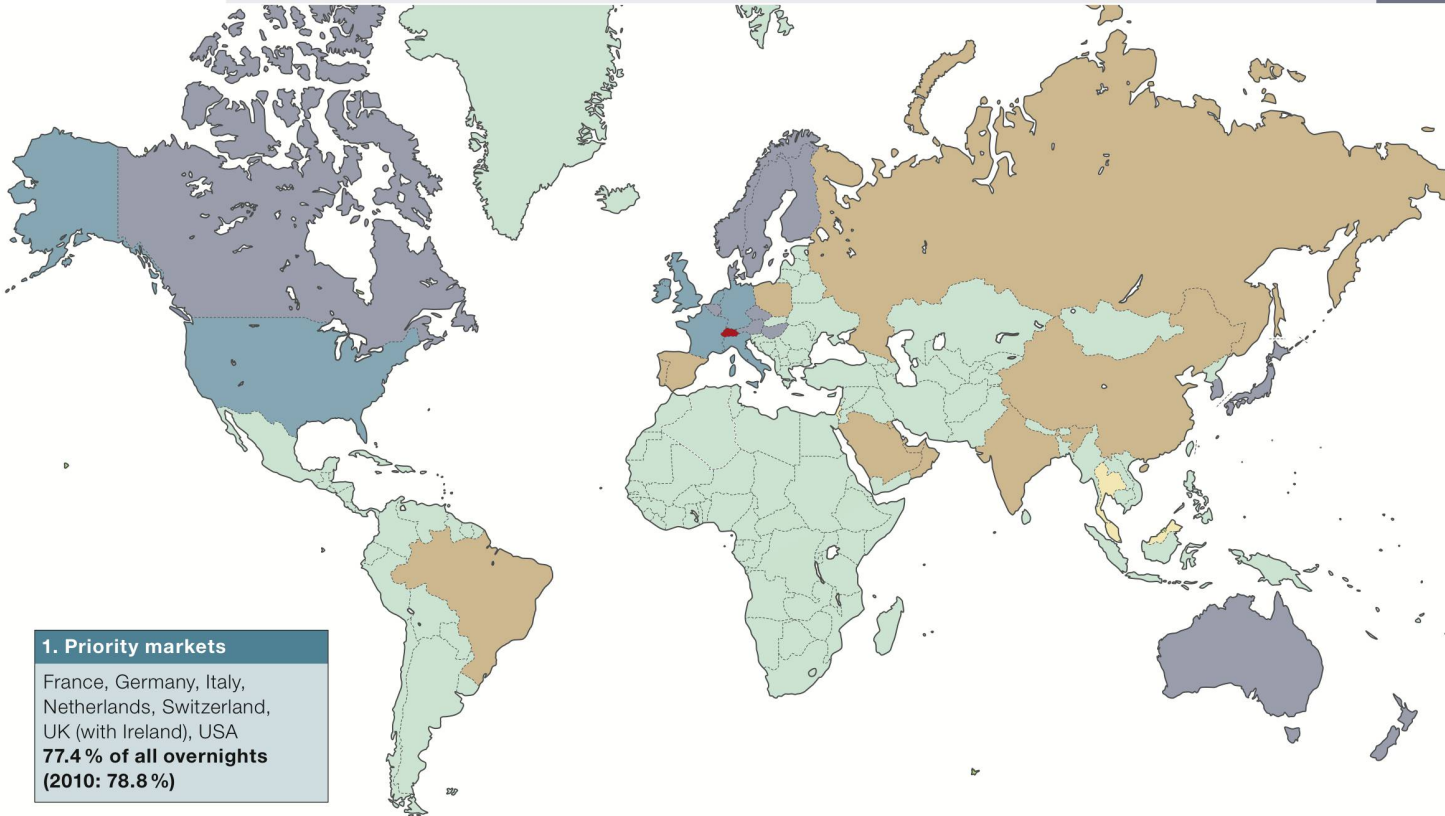 1. Priority markets
France, Germany, Italy,
Netherlands, Switzerland,
UK (with Ireland), USA
77.4 % of all overnights
(2010: 78.8 %)